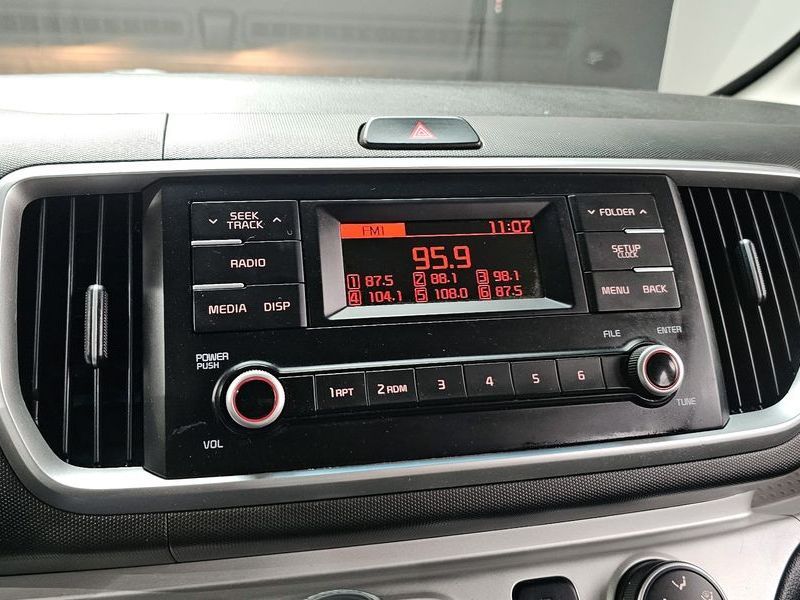 SEEK
TRACK
RADIO
MEDIA DISP
FM1 11:07
95.9
1 87.5 2 88.1 3 98.1
4 104.1 5 108.0 6 87.5
FOLDER
SETUP
CLOCK
MENU BACK
POWER
PUSH
VOL
1 RPT 2 RDM 3 4 5 6
FILE ENTER
TUNE